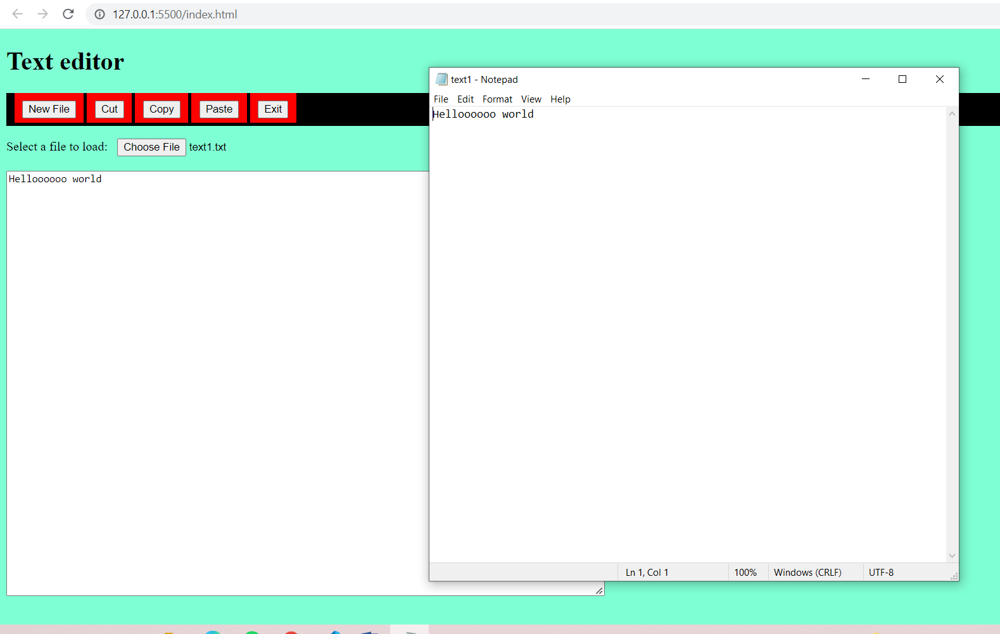 127.0.0.1:5500/index.html
Text editor
New File Cut Copy Paste Exit
Select a file to load: Choose File text1.txt
Helloooooo world
text1 - Notepad
File Edit Format View Help
Helloooooo world
Ln 1, Col 1 100% Windows (CRLF) UTF-8